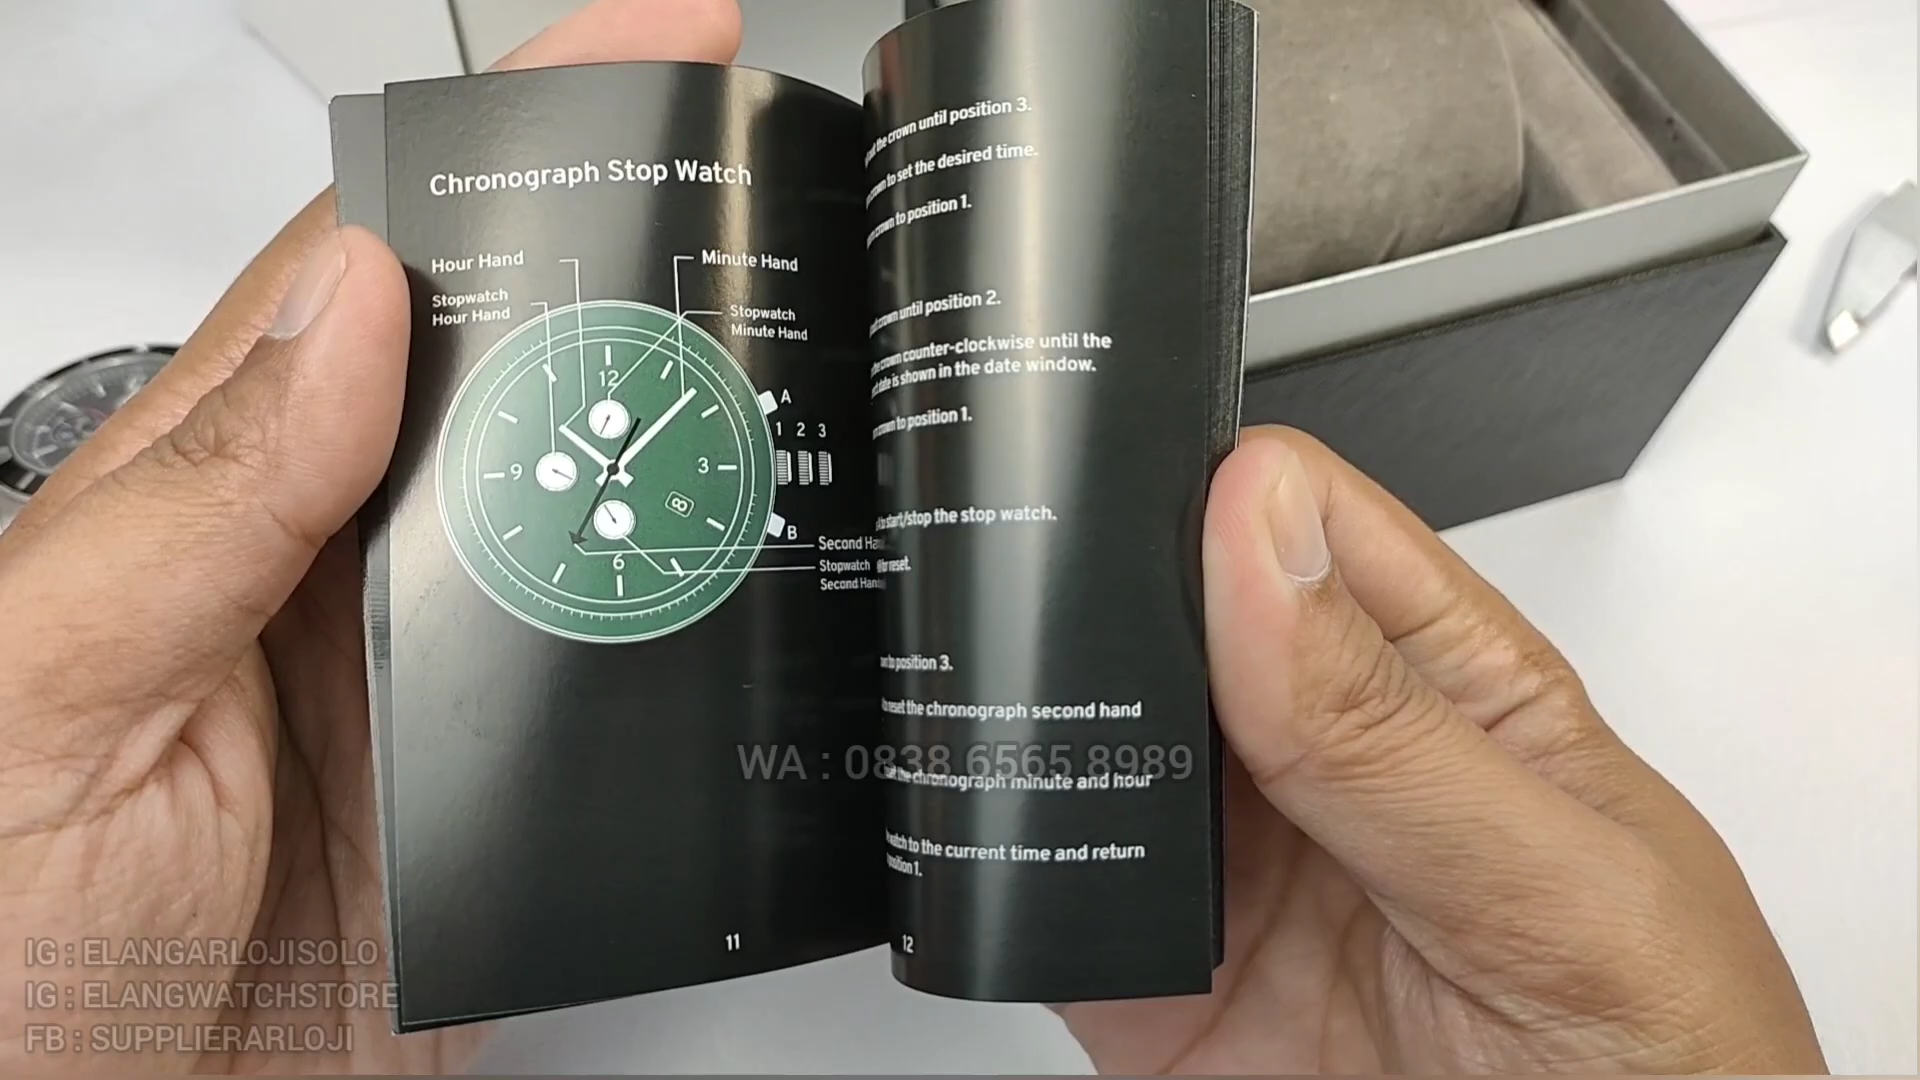 Chronograph Stop Watch
Hour Hand
Minute Hand
Stopwatch
Hour Hand
Stopwatch
Minute Hand
12
A
1 2 3
9
3
8
B
6
Second
Stopwatch
Second Hand
11
the crown until position 3.
to set the desired time.
crown to position 1.
crown until position 2.
crown counter-clockwise until the
date is shown in the date window.
crown to position 1.
to start/stop the stop watch.
for reset.
to position 3.
to reset the chronograph second hand
the chronograph minute and hour
watch to the current time and return
position 1.
12
WA : 0838 6565 8989
IG : ELANGARLOJISOLO
IG : ELANGWATCHSTORE
FB : SUPPLIERARLOJI